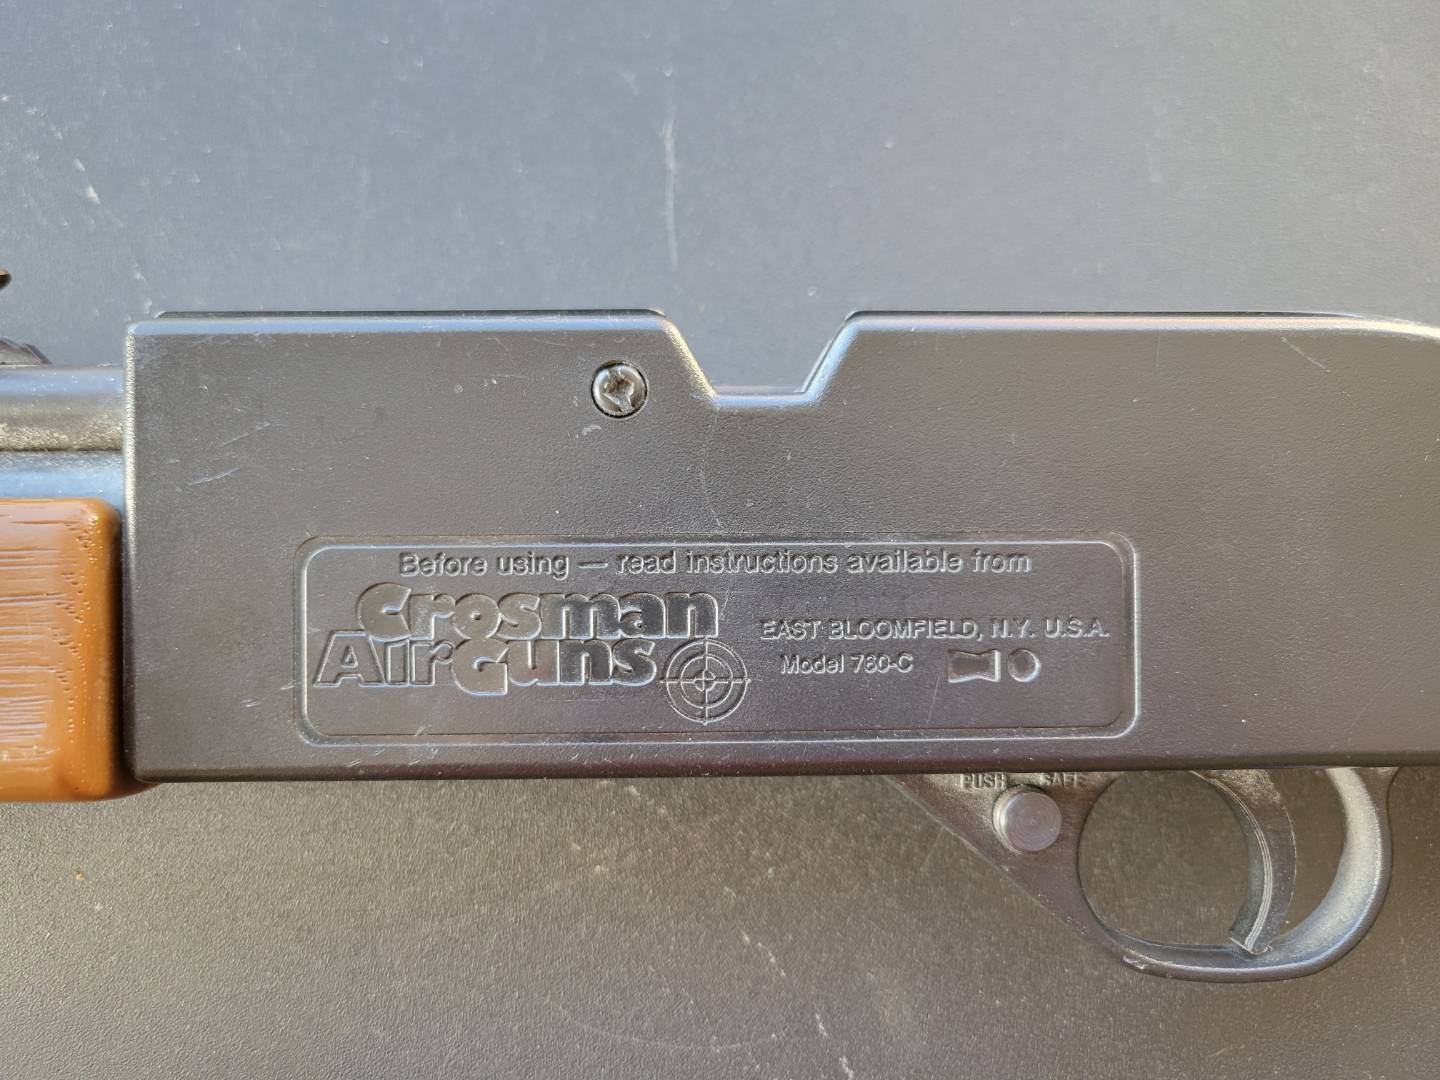 Before using — read instructions available from
Crosman
AirGuns
EAST BLOOMFIELD, N.Y. U.S.A.
Model 760-C
PUSH SAFE